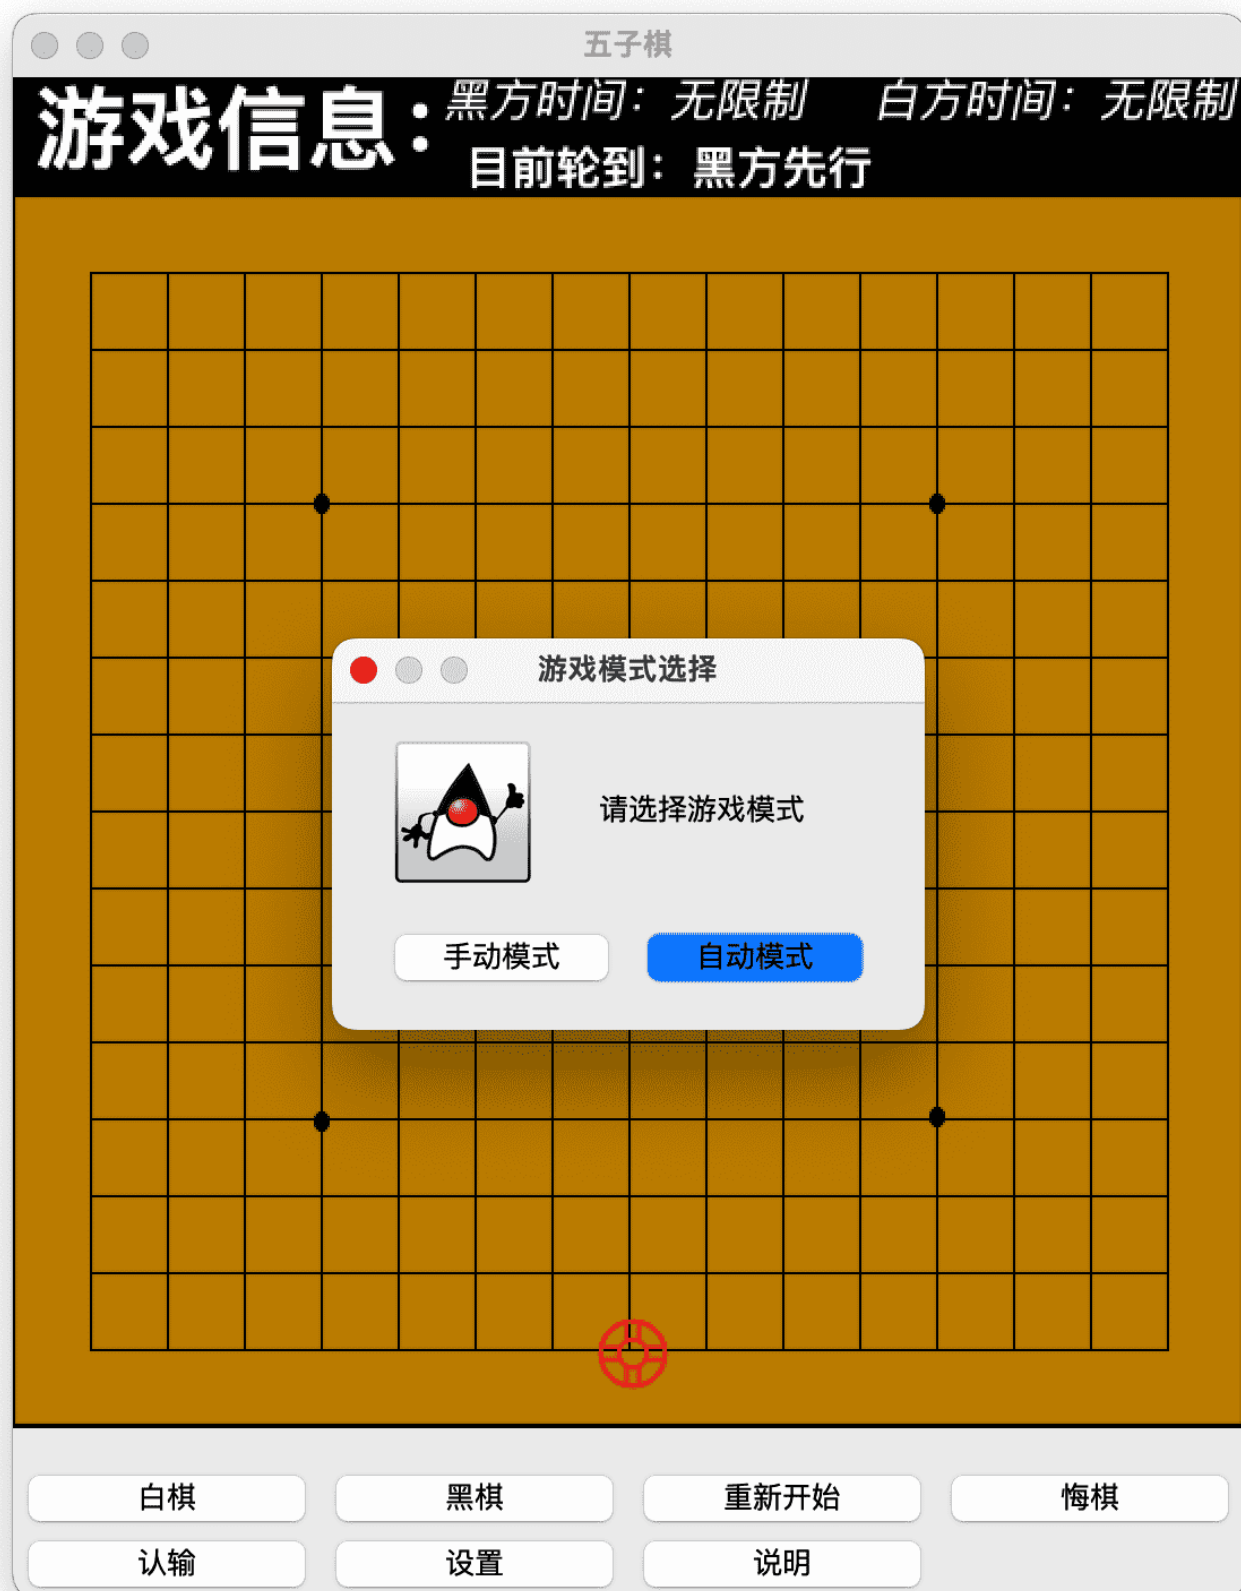 五子棋
游戏信息：
黑方时间：无限制 白方时间：无限制
目前轮到：黑方先行
游戏模式选择
请选择游戏模式
手动模式 自动模式
白棋 黑棋 重新开始 悔棋
认输 设置 说明